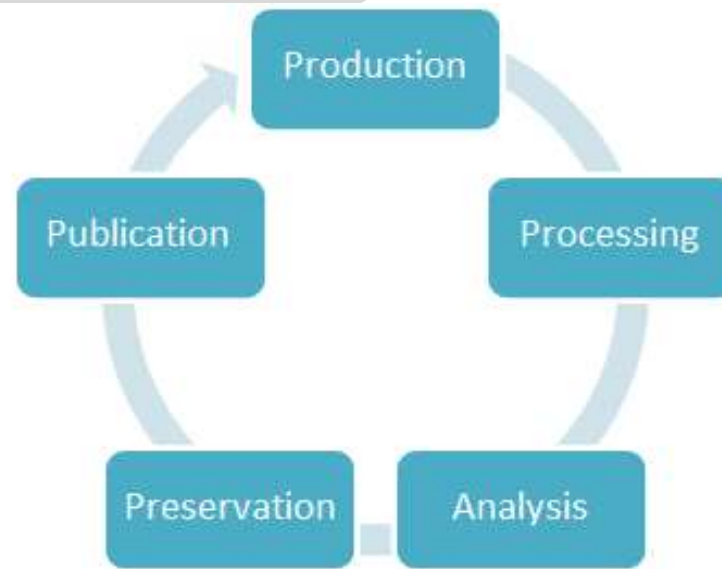 Production
Processing
Analysis
Preservation
Publication